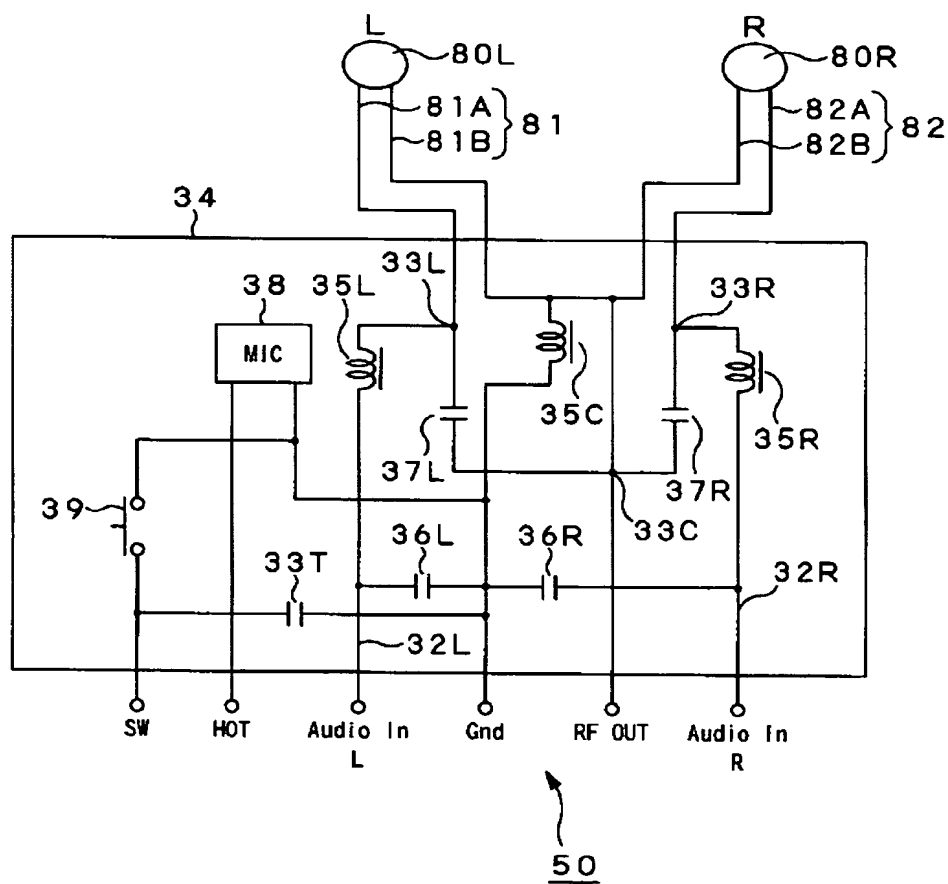 L
R
80L
80R
81A
81B
81
82A
82B
82
34
38
35L
33L
33R
MIC
35C
35R
37L
37R
39
33C
36L
36R
33T
32R
32L
SW
HOT
Audio In
L
Gnd
RF OUT
Audio In
R
50